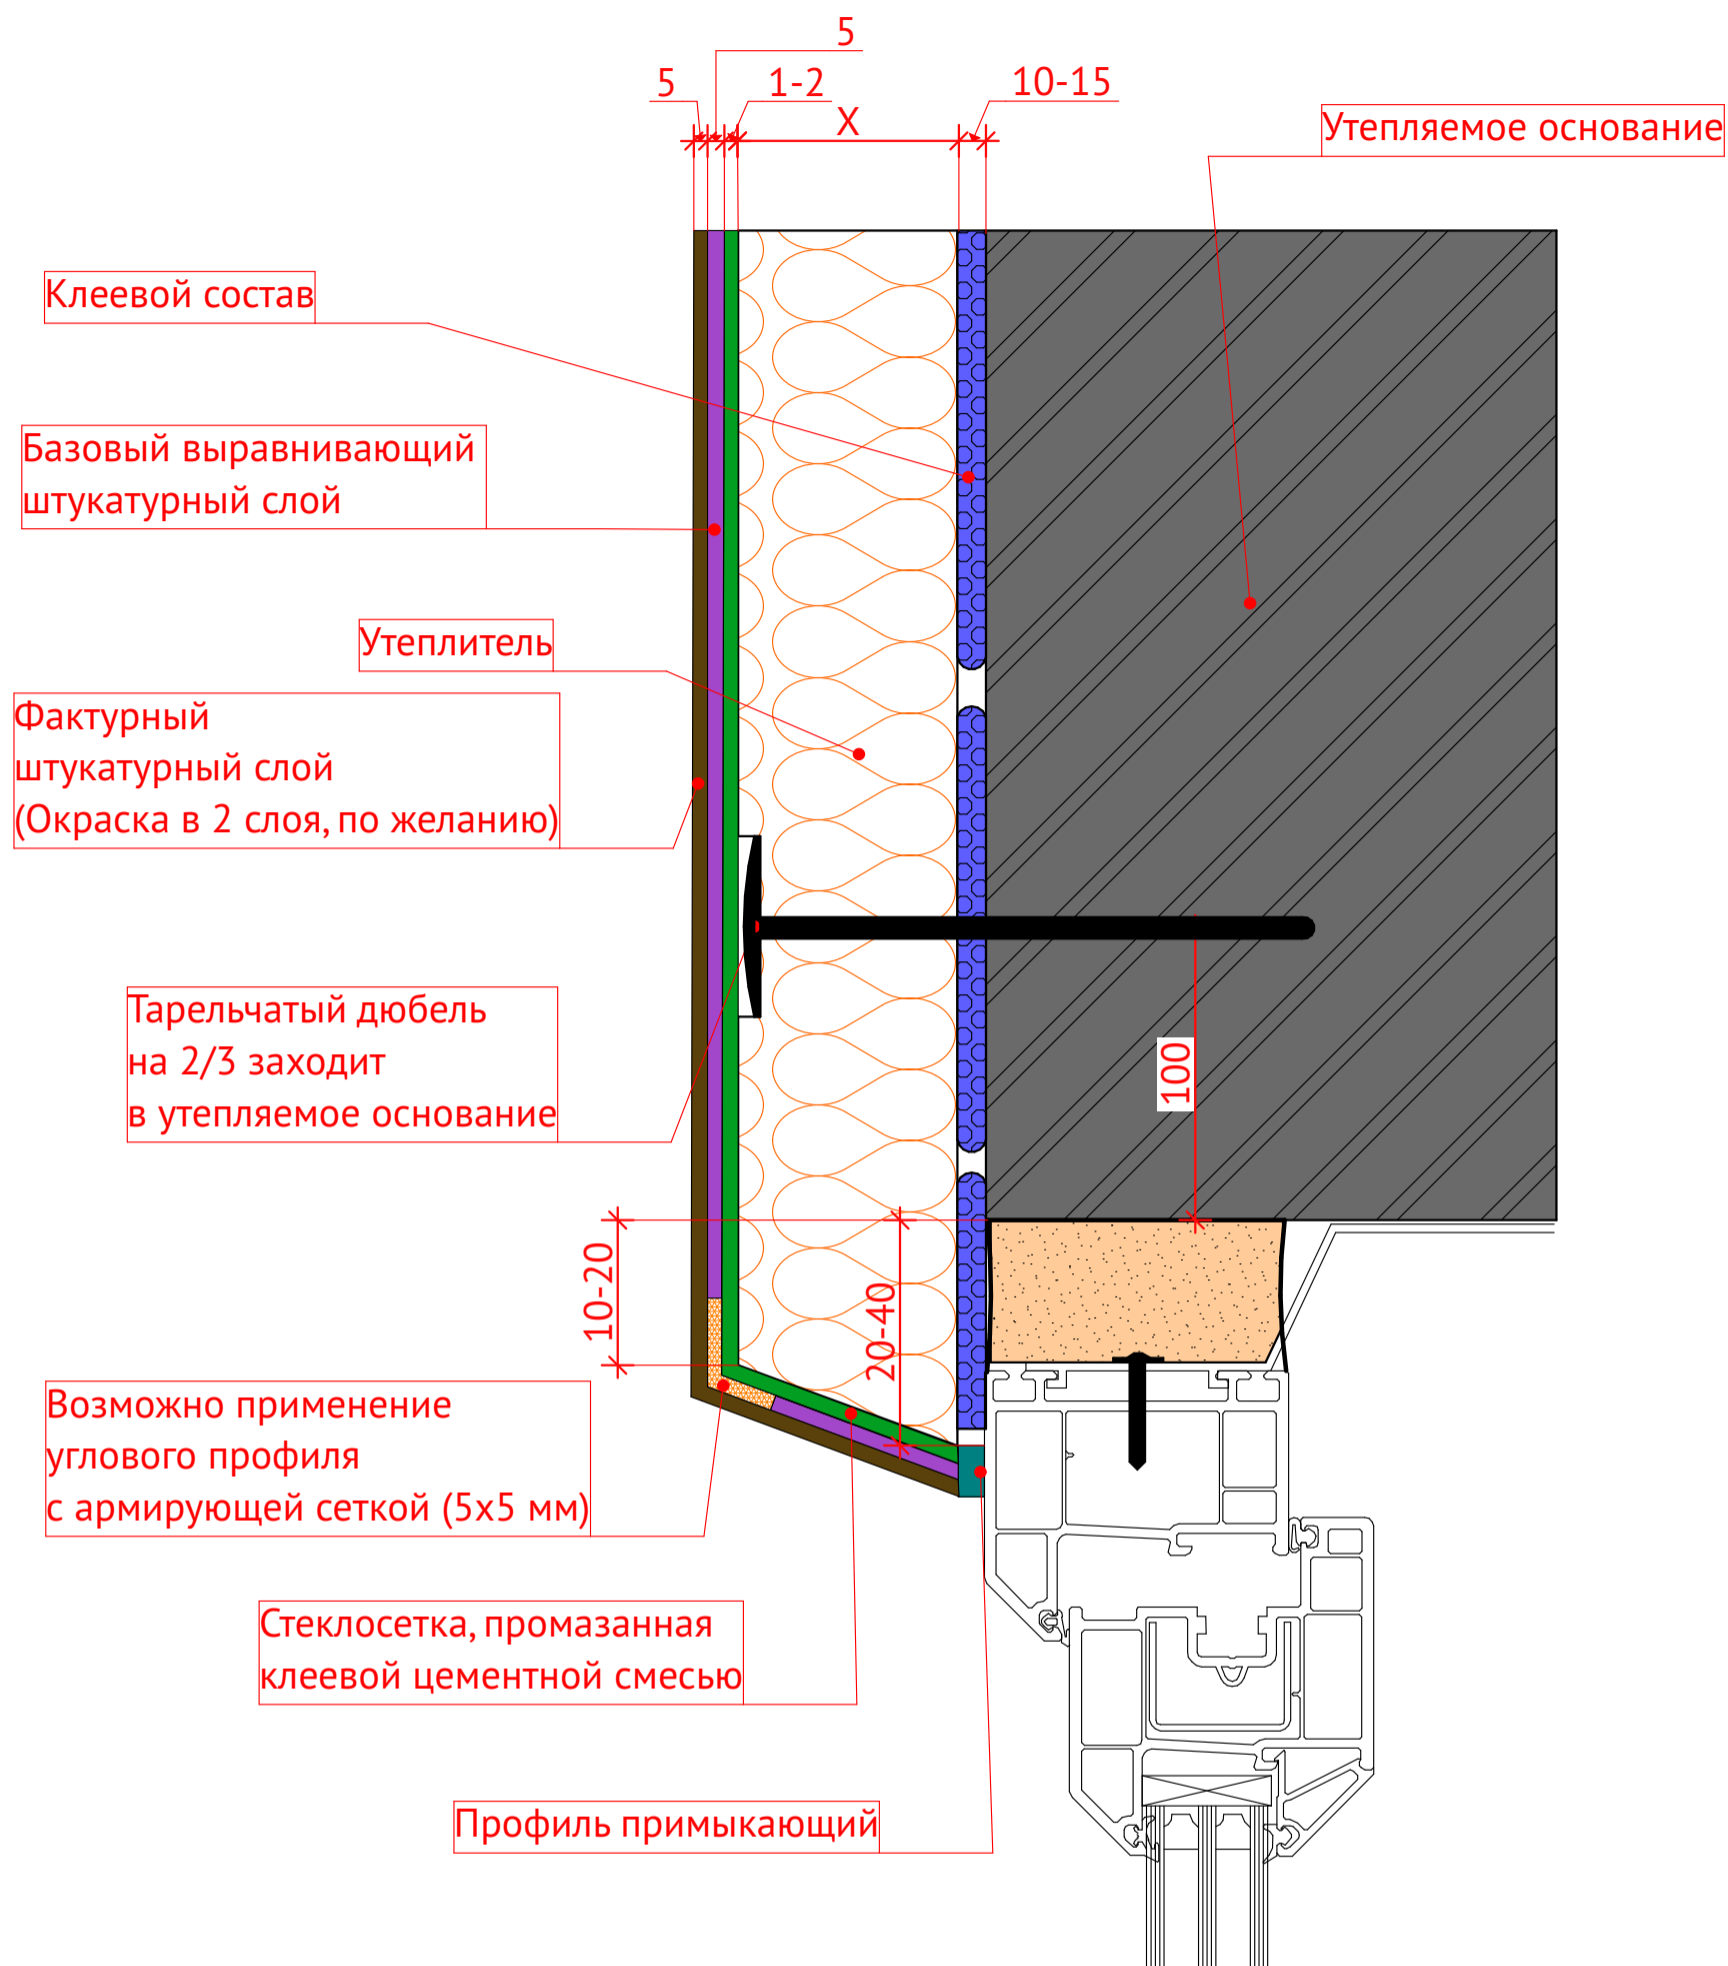 5
5
1-2
10-15
X
Утепляемое основание
Клеевой состав
Базовый выравнивающий
штукатурный слой
Утеплитель
Фактурный
штукатурный слой
(Окраска в 2 слоя, по желанию)
Тарельчатый дюбель
на 2/3 заходит
в утепляемое основание
100
10-20
20-40
Возможно применение
углового профиля
с армирующей сеткой (5х5 мм)
Стеклосетка, промазанная
клеевой цементной смесью
Профиль примыкающий